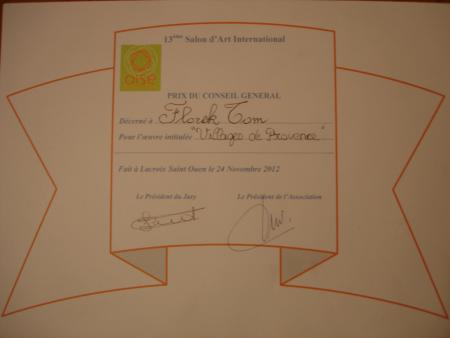 13ème Salon d'Art International
oise
PRIX DU CONSEIL GENERAL
Décerné à Florek Tom
Pour l'œuvre intitulée "Villages de Provence"
Fait à Lacroix Saint Ouen le 24 Novembre 2012
Le Président du Jury Le Président de l'Association